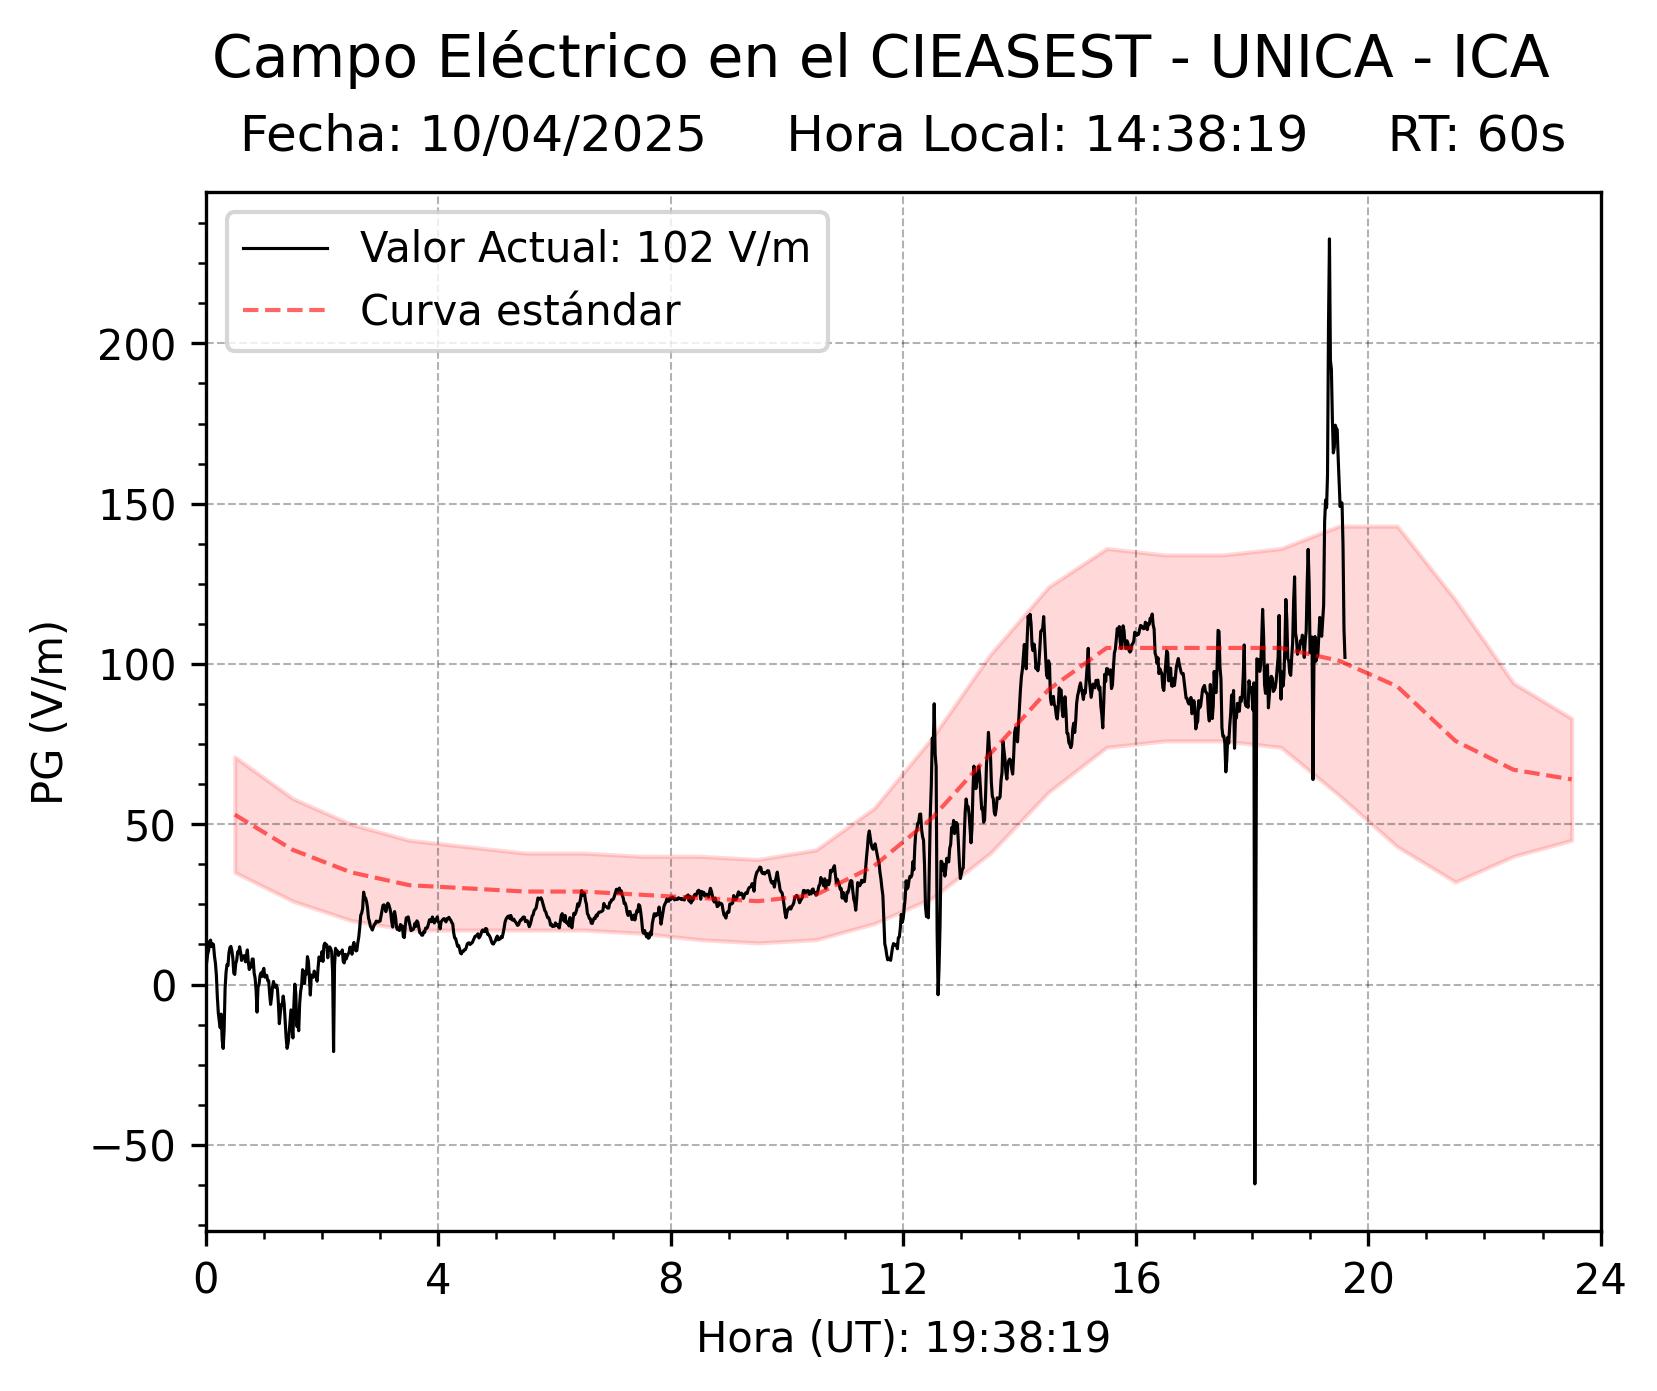 Campo Eléctrico en el CIEASEST - UNICA - ICA
Fecha: 10/04/2025 Hora Local: 14:38:19 RT: 60s
Valor Actual: 102 V/m
Curva estándar
200
150
100
50
0
−50
PG (V/m)
0 4 8 12 16 20 24
Hora (UT): 19:38:19